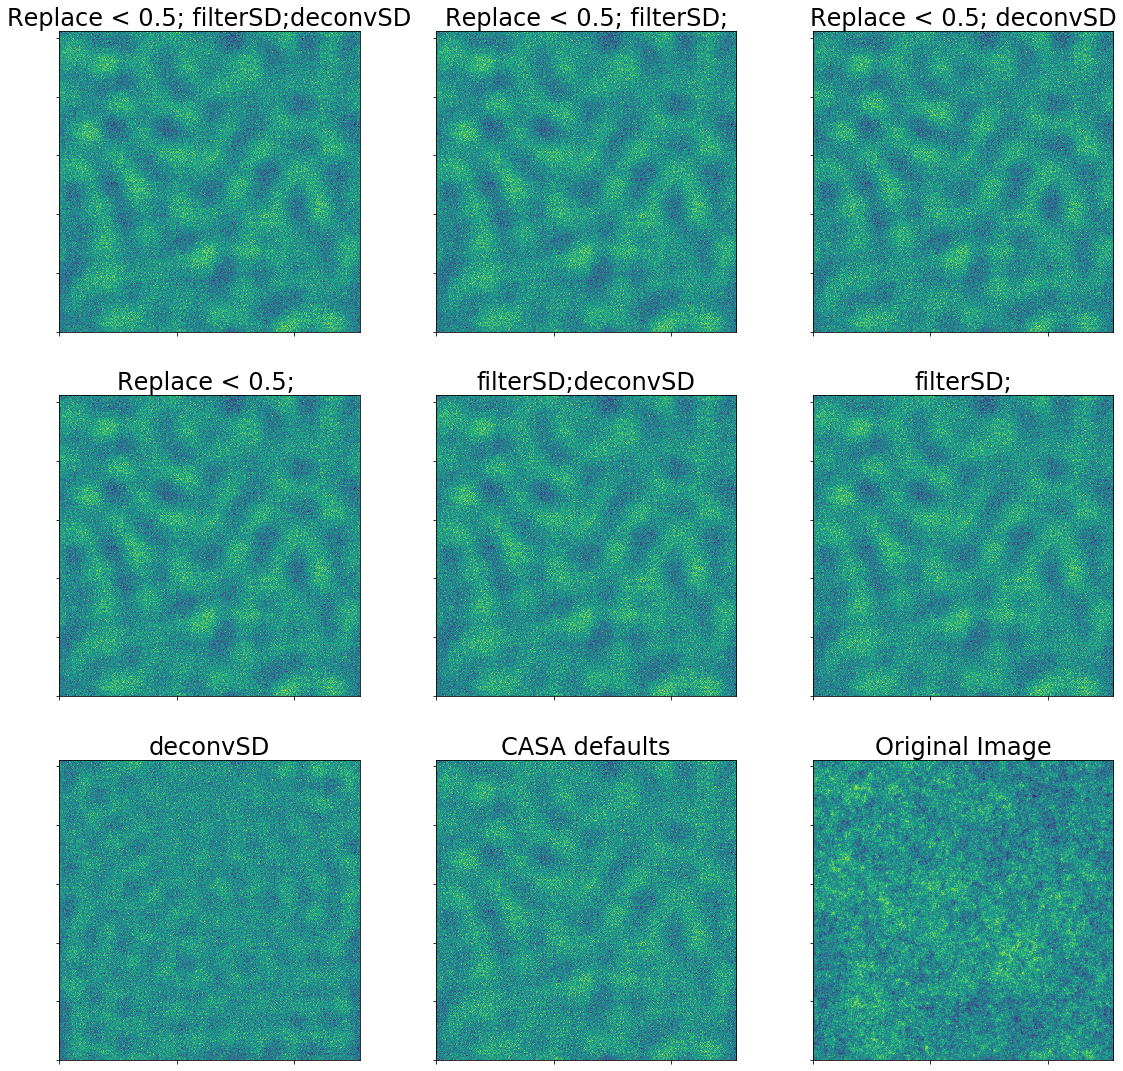 Replace < 0.5; filterSD;deconvSD
Replace < 0.5; filterSD;
Replace < 0.5; deconvSD
Replace < 0.5;
filterSD;deconvSD
filterSD;
deconvSD
CASA defaults
Original Image